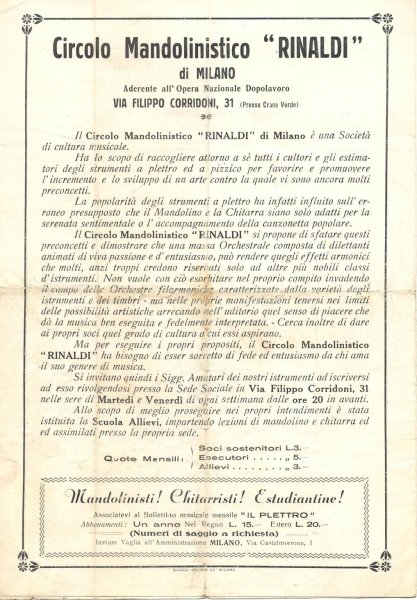 Circolo Mandolinistico "RINALDI"
di MILANO
Aderente all'Opera Nazionale Dopolavoro
VIA FILIPPO CORRIDONI, 31 (Presso Croce Verde)
Il Circolo Mandolinistico "RINALDI" di Milano è una Società
di cultura musicale.
Ha lo scopo di raccogliere attorno a sè tutti i cultori e gli estima-
tori degli strumenti a plettro ed a pizzico per favorire e promuovere
l'incremento e lo sviluppo di un arte contro la quale vi sono ancora molti
preconcetti.
La popolarità degli strumenti a plettro ha infatti influito sull'er-
roneo presupposto che il Mandolino e la Chitarra siano solo adatti per la
serenata sentimentale o l'accompagnamento della canzonetta popolare.
Il Circolo Mandolinistico "RINALDI" si propone di sfatare questi
preconcetti e dimostrare che una massa Orchestrale composta di dilettanti
animati di viva passione e d'entusiasmo, può rendere quegli effetti armonici
che molti, anzi troppi credono riservati solo ad altre più nobili classi
d'istrumenti. Non vuole con ciò esorbitare nel proprio compito invadendo
il campo delle Orchestre filarmoniche caratterizzate dalla varietà degli
istrumenti e dei timbri - ma nelle proprie manifestazioni tenersi nei limiti
delle possibilità artistiche arrecando nell'uditorio quel senso di piacere che
dà la musica ben eseguita e fedelmente interpretata. - Cerca inoltre di dare
ai propri soci quel grado di cultura a cui essi aspirano.
Ma per eseguire i propri propositi, il Circolo Mandolinistico
"RINALDI" ha bisogno di esser sorretto di fede ed entusiasmo da chi ama
il suo genere di musica.
Si invitano quindi i Sigg. Amatori dei nostri istrumenti ad iscriversi
ad esso rivolgendosi presso la Sede Sociale in Via Filippo Corridoni, 31
nelle sere di Martedì e Venerdì di ogni settimana dalle ore 20 in avanti.
Allo scopo di meglio proseguire nei propri intendimenti è stata
istituita la Scuola Allievi, impartendo lezioni di mandolino e chitarra ed
ed assimilati presso la propria sede.
Quote Mensili: Soci sostenitori L. 3.-
Esecutori . . . . . „ 5.-
Allievi . . . . . . „ 3.
Mandolinisti! Chitarristi! Estudiantine!
Associatevi al Bollettino musicale mensile "IL PLETTRO"
Abbonamenti: Un anno Nel Regno L. 15.- Estero L. 20.-
(Numeri di saggio a richiesta)
Inviare Vaglia all'Amministrazione MILANO, Via Castelmorrone, 1